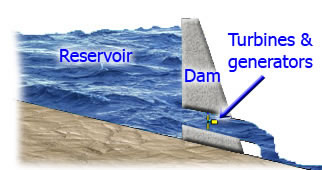 Reservoir
Dam
Turbines &
generators